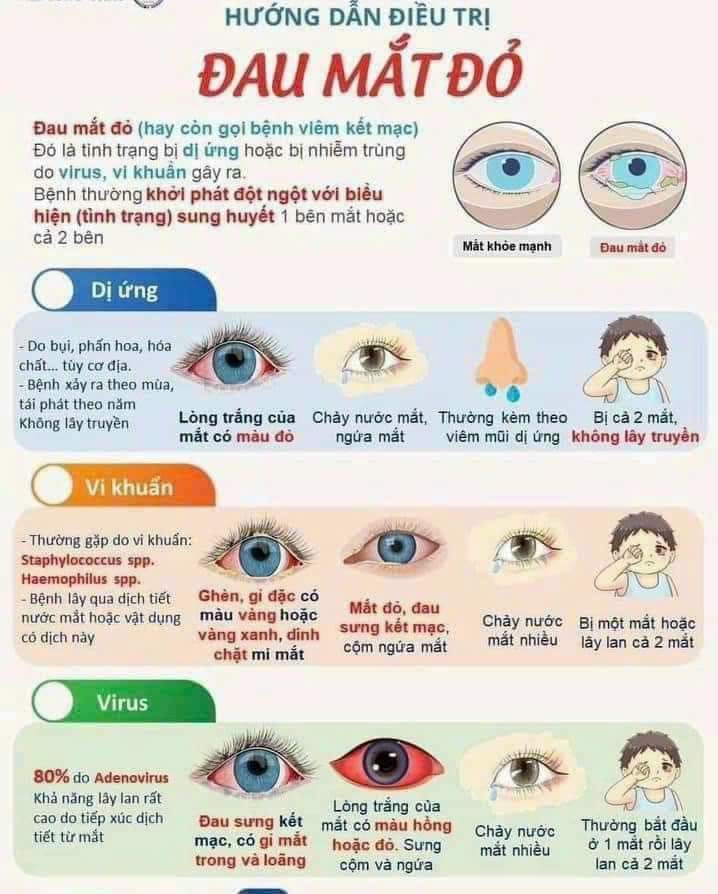 HƯỚNG DẪN ĐIỀU TRỊ
ĐAU MẮT ĐỎ
Đau mắt đỏ (hay còn gọi bệnh viêm kết mạc)
Đó là tình trạng bị dị ứng hoặc bị nhiễm trùng
do virus, vi khuẩn gây ra.
Bệnh thường khởi phát đột ngột với biểu
hiện (tình trạng) sung huyết 1 bên mắt hoặc
cả 2 bên
Mắt khỏe mạnh
Đau mắt đỏ
Dị ứng
- Do bụi, phấn hoa, hóa
chất... tùy cơ địa.
- Bệnh xảy ra theo mùa,
tái phát theo năm
Không lây truyền
Lòng trắng của
mắt có màu đỏ
Chảy nước mắt,
ngứa mắt
Thường kèm theo
viêm mũi dị ứng
Bị cả 2 mắt,
không lây truyền
Vi khuẩn
- Thường gặp do vi khuẩn:
Staphylococcus spp.
Haemophilus spp.
- Bệnh lây qua dịch tiết
nước mắt hoặc vật dụng
có dịch này
Ghèn, gỉ đặc có
màu vàng hoặc
vàng xanh, dính
chặt mi mắt
Mắt đỏ, đau
sưng kết mạc,
cộm ngứa mắt
Chảy nước
mắt nhiều
Bị một mắt hoặc
lây lan cả 2 mắt
Virus
80% do Adenovirus
Khả năng lây lan rất
cao do tiếp xúc dịch
tiết từ mắt
Đau sưng kết
mạc, có gỉ mắt
trong và loãng
Lòng trắng của
mắt có màu hồng
hoặc đỏ. Sưng
cộm và ngứa
Chảy nước
mắt nhiều
Thường bắt đầu
ở 1 mắt rồi lây
lan cả 2 mắt